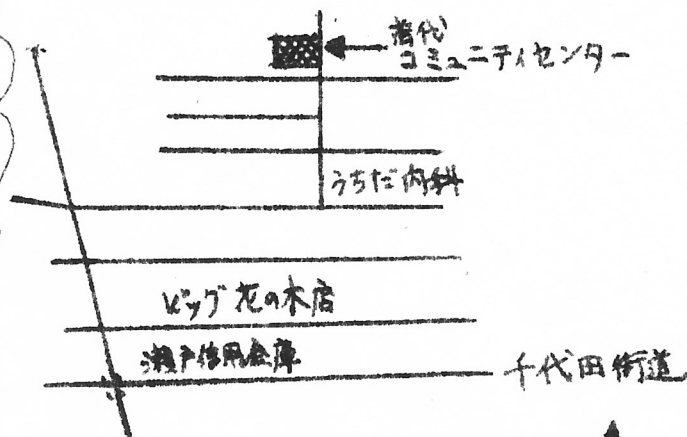 苗代
コミュニティセンター
うちだ内科
ビッグ花の木店
瀬戸信用金庫
千代田街道